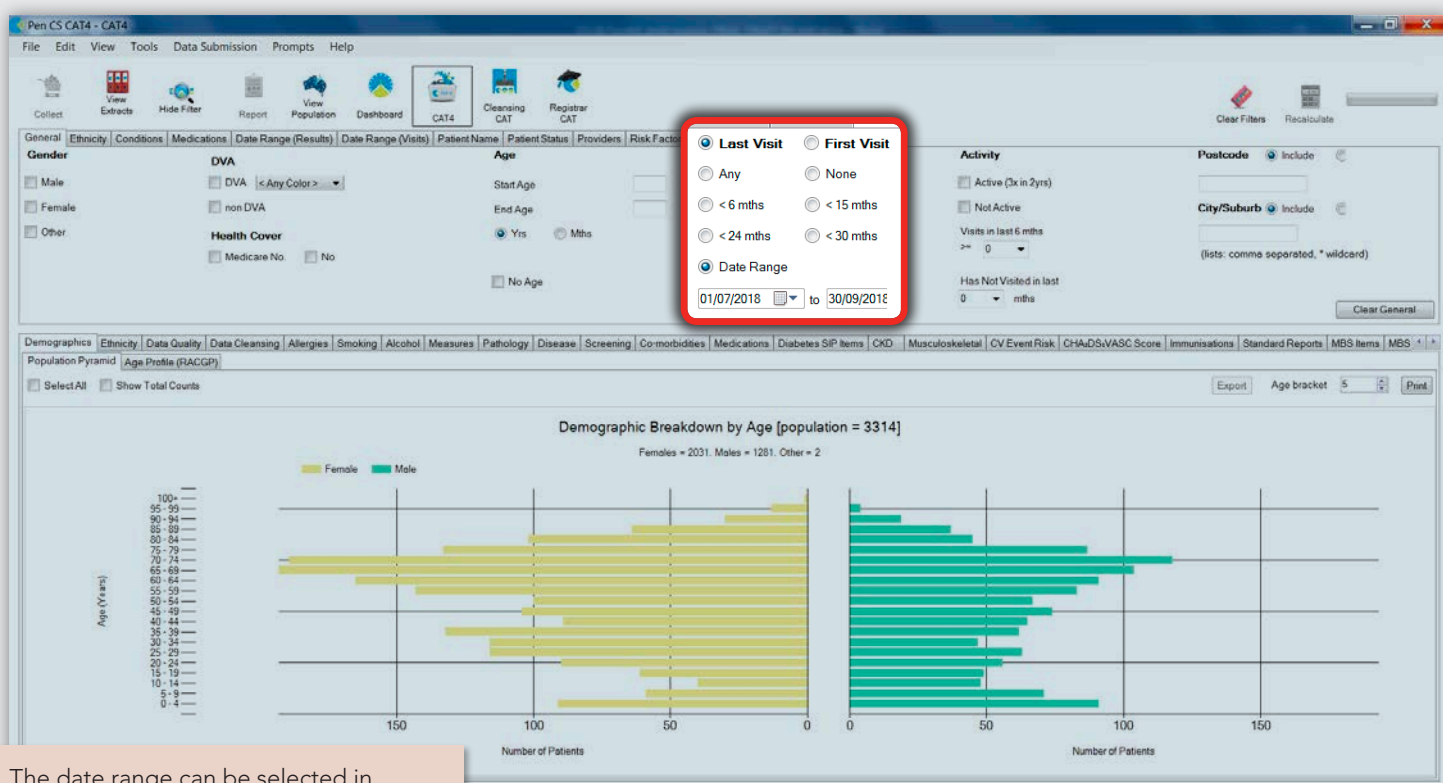 Pen CS CAT4 - CAT4
File Edit View Tools Data Submission Prompts Help
Collect View Extracts Hide Filter Report View Population Dashboard CAT4 Cleansing CAT Registrar CAT Clear Filters Recalculate
General Ethnicity Conditions Medications Date Range (Results) Date Range (Visits) Patient Name Patient Status Providers Risk Factor
Gender DVA Age Last Visit First Visit Activity Postcode Include
Male DVA <Any Color> Start Age Any None Active (3x in 2yrs)
Female non DVA End Age < 6 mths < 15 mths Not Active City/Suburb Include
Other Health Cover Yrs Mths < 24 mths < 30 mths Visits in last 6 mths
Medicare No. No >= 0 (lists: comma separated, * wildcard)
No Age Date Range Has Not Visited in last
01/07/2018 to 30/09/2018 0 mths Clear General
Demographics Ethnicity Data Quality Data Cleansing Allergies Smoking Alcohol Measures Pathology Disease Screening Co-morbidities Medications Diabetes SIP Items CKD Musculoskeletal CV Event Risk CHA₂DS₂VASC Score Immunisations Standard Reports MBS Items MBS
Population Pyramid Age Profile (RACGP)
Select All Show Total Counts Export Age bracket 5 Print
Demographic Breakdown by Age [population = 3314]
Females = 2031. Males = 1281. Other = 2
Female Male
100+
95 - 99
90 - 94
85 - 89
80 - 84
75 - 79
70 - 74
65 - 69
60 - 64
55 - 59
50 - 54
45 - 49
40 - 44
35 - 39
30 - 34
25 - 29
20 - 24
15 - 19
10 - 14
5 - 9
0 - 4
Age (Years)
150 100 50 0 0 50 100 150
Number of Patients Number of Patients
The date range can be selected in